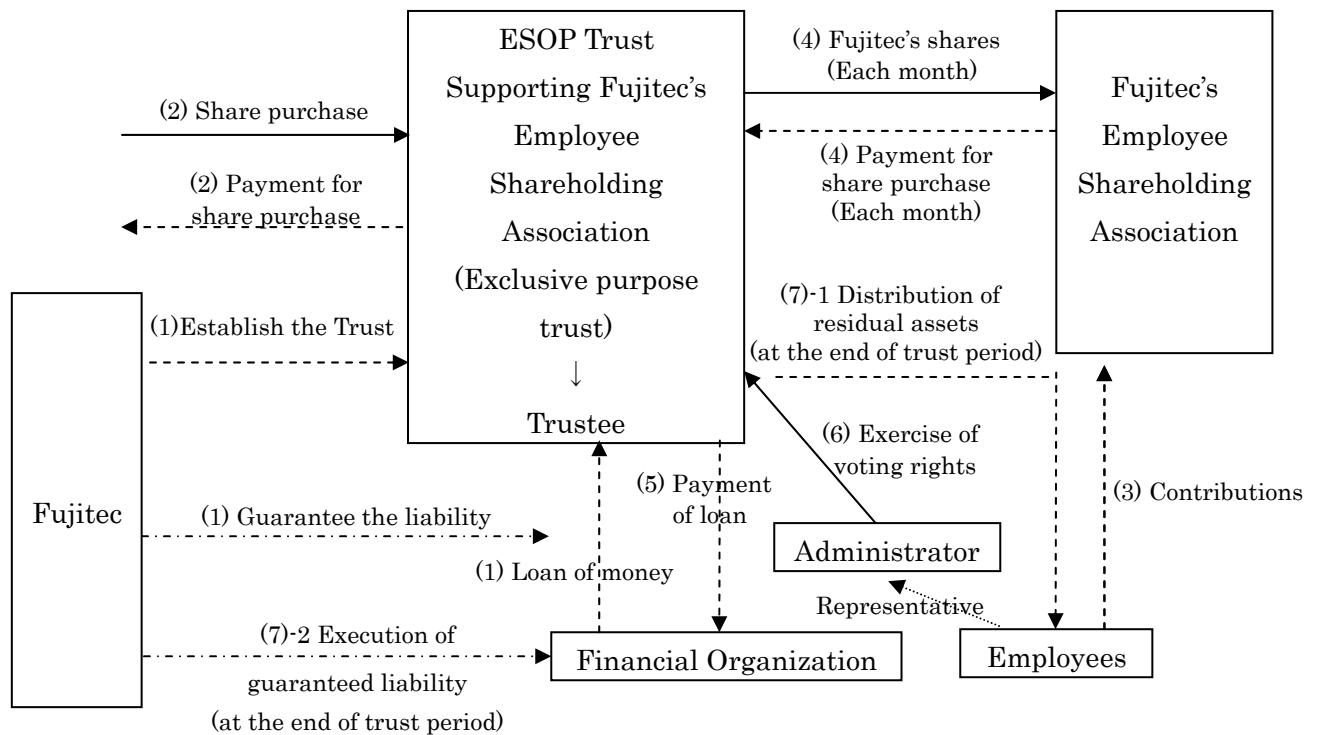 ESOP Trust
Supporting Fujitec’s
Employee
Shareholding
Association
(Exclusive purpose
trust)
↓
Trustee
(4) Fujitec’s shares
(Each month)
Fujitec’s
Employee
Shareholding
Association
(2) Share purchase
(4) Payment for
share purchase
(Each month)
(2) Payment for
share purchase
(7)-1 Distribution of
residual assets
(at the end of trust period)
(1)Establish the Trust
(6) Exercise of
voting rights
(5) Payment
of loan
(3) Contributions
Fujitec
(1) Guarantee the liability
Administrator
(1) Loan of money
Representative
(7)-2 Execution of
guaranteed liability
(at the end of trust period)
Financial Organization
Employees